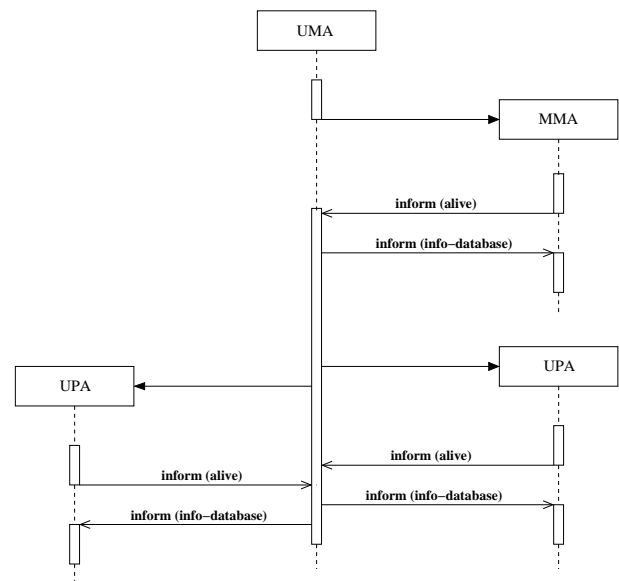 UMA
MMA
inform (alive)
inform (info−database)
UPA
UPA
inform (alive)
inform (alive)
inform (info−database)
inform (info−database)